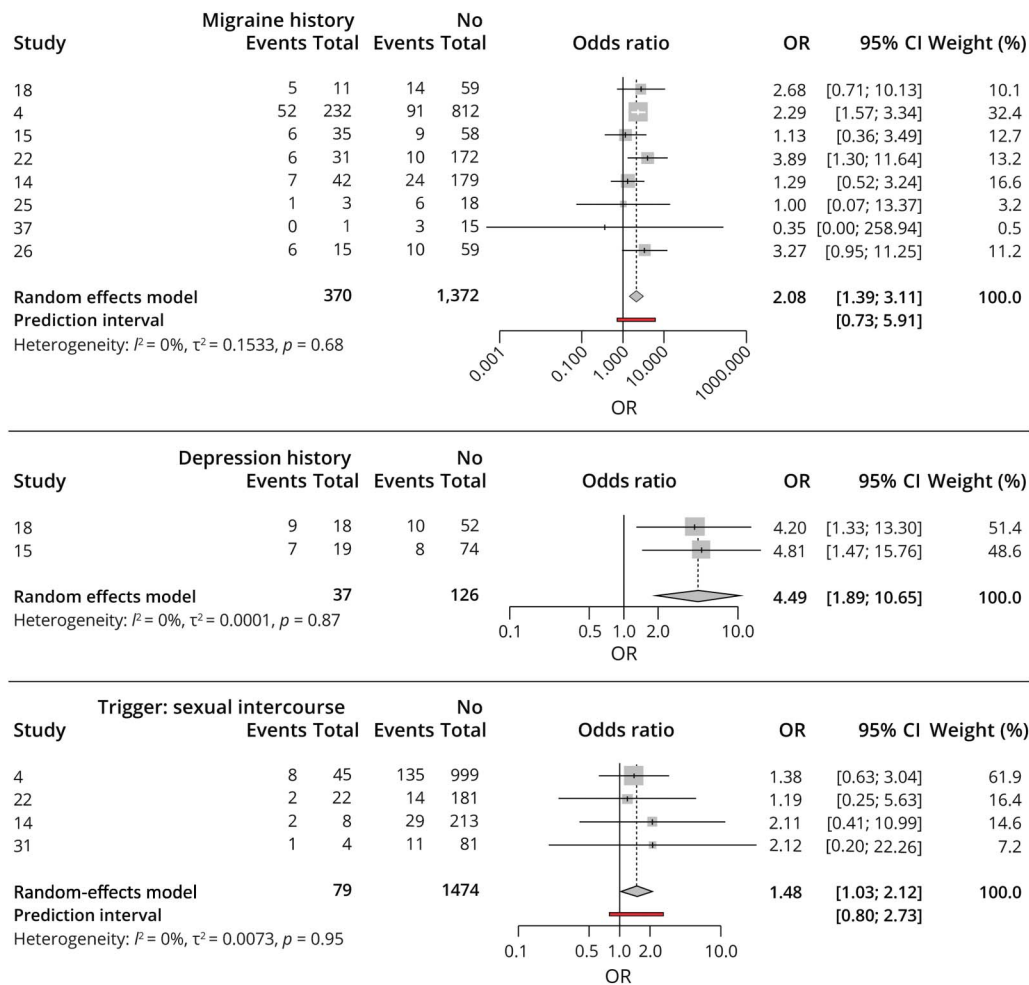 Migraine history No
Study Events Total Events Total Odds ratio OR 95% CI Weight (%)
18 5 11 14 59 2.68 [0.71; 10.13] 10.1
4 52 232 91 812 2.29 [1.57; 3.34] 32.4
15 6 35 9 58 1.13 [0.36; 3.49] 12.7
22 6 31 10 172 3.89 [1.30; 11.64] 13.2
14 7 42 24 179 1.29 [0.52; 3.24] 16.6
25 1 3 6 18 1.00 [0.07; 13.37] 3.2
37 0 1 3 15 0.35 [0.00; 258.94] 0.5
26 6 15 10 59 3.27 [0.95; 11.25] 11.2
Random effects model 370 1,372 2.08 [1.39; 3.11] 100.0
Prediction interval [0.73; 5.91]
Heterogeneity: I² = 0%, τ² = 0.1533, p = 0.68
0.001 0.100 1.000 10.000 1000.000
OR
Depression history No
Study Events Total Events Total Odds ratio OR 95% CI Weight (%)
18 9 18 10 52 4.20 [1.33; 13.30] 51.4
15 7 19 8 74 4.81 [1.47; 15.76] 48.6
Random effects model 37 126 4.49 [1.89; 10.65] 100.0
Heterogeneity: I² = 0%, τ² = 0.0001, p = 0.87
0.1 0.5 1.0 2.0 10.0
OR
Trigger: sexual intercourse No
Study Events Total Events Total Odds ratio OR 95% CI Weight (%)
4 8 45 135 999 1.38 [0.63; 3.04] 61.9
22 2 22 14 181 1.19 [0.25; 5.63] 16.4
14 2 8 29 213 2.11 [0.41; 10.99] 14.6
31 1 4 11 81 2.12 [0.20; 22.26] 7.2
Random-effects model 79 1474 1.48 [1.03; 2.12] 100.0
Prediction interval [0.80; 2.73]
Heterogeneity: I² = 0%, τ² = 0.0073, p = 0.95
0.1 0.5 1.0 2.0 10.0
OR